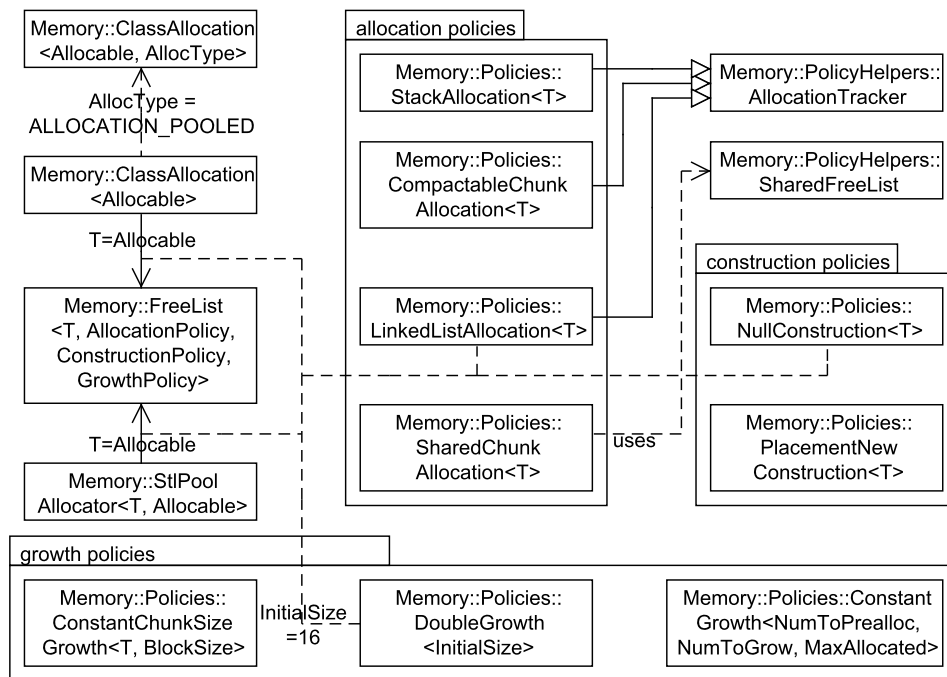 Memory::ClassAllocation
<Allocable, AllocType>
AllocType =
ALLOCATION_POOLED
Memory::ClassAllocation
<Allocable>
T=Allocable
Memory::FreeList
<T, AllocationPolicy,
ConstructionPolicy,
GrowthPolicy>
T=Allocable
Memory::StlPool
Allocator<T, Allocable>
allocation policies
Memory::Policies::
StackAllocation<T>
Memory::Policies::
CompactableChunk
Allocation<T>
Memory::Policies::
LinkedListAllocation<T>
Memory::Policies::
SharedChunk
Allocation<T>
uses
Memory::PolicyHelpers::
AllocationTracker
Memory::PolicyHelpers::
SharedFreeList
construction policies
Memory::Policies::
NullConstruction<T>
Memory::Policies::
PlacementNew
Construction<T>
growth policies
Memory::Policies::
ConstantChunkSize
Growth<T, BlockSize>
InitialSize
=16
Memory::Policies::
DoubleGrowth
<InitialSize>
Memory::Policies::Constant
Growth<NumToPrealloc,
NumToGrow, MaxAllocated>